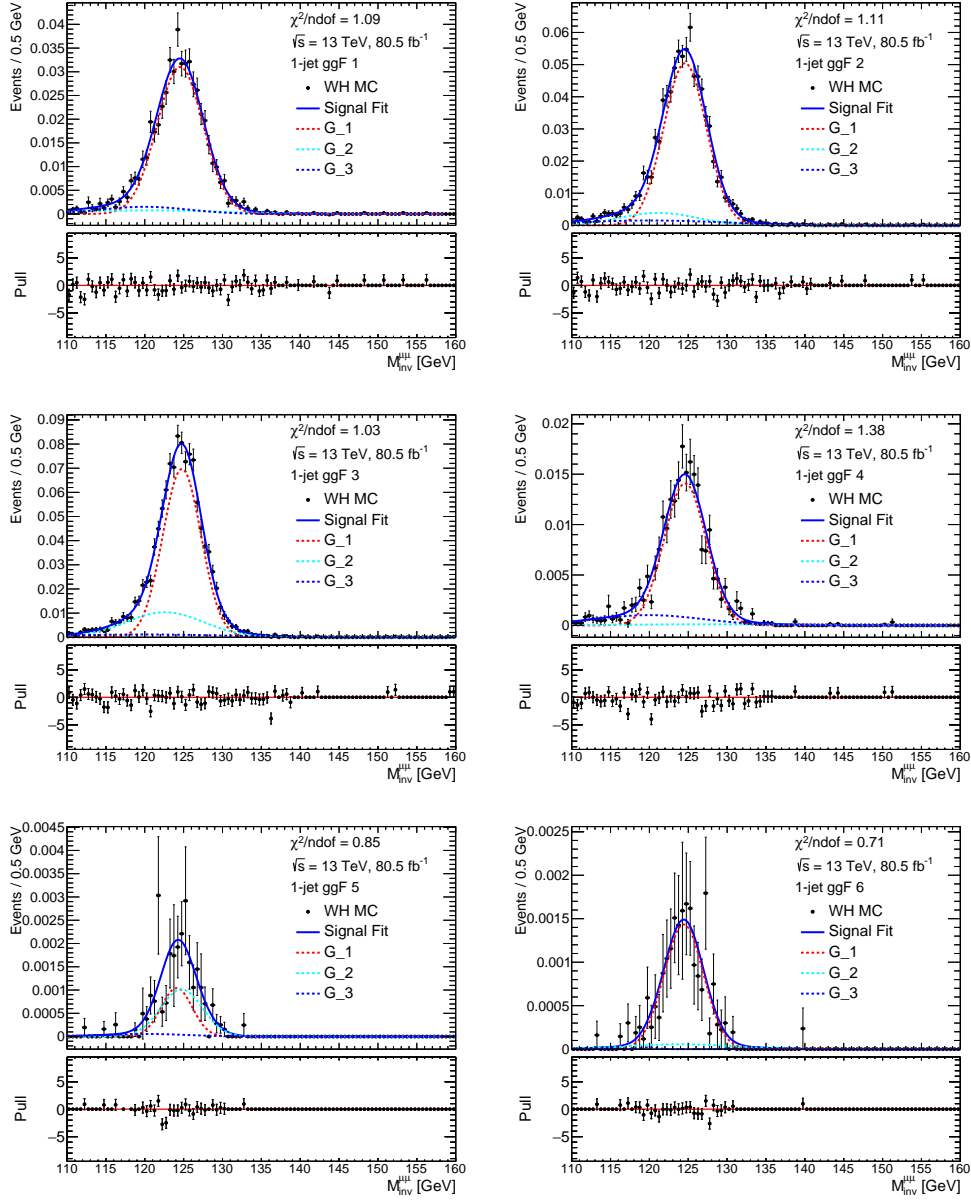 Events / 0.5 GeV
0.04
0.035
0.03
0.025
0.02
0.015
0.01
0.005
0
χ²/ndof = 1.09
√s = 13 TeV, 80.5 fb⁻¹
1-jet ggF 1
WH MC
Signal Fit
G_1
G_2
G_3
Pull
5
0
−5
110 115 120 125 130 135 140 145 150 155 160
M^μμ_inv [GeV]
Events / 0.5 GeV
0.06
0.05
0.04
0.03
0.02
0.01
0
χ²/ndof = 1.11
√s = 13 TeV, 80.5 fb⁻¹
1-jet ggF 2
WH MC
Signal Fit
G_1
G_2
G_3
Pull
5
0
−5
110 115 120 125 130 135 140 145 150 155 160
M^μμ_inv [GeV]
Events / 0.5 GeV
0.09
0.08
0.07
0.06
0.05
0.04
0.03
0.02
0.01
0
χ²/ndof = 1.03
√s = 13 TeV, 80.5 fb⁻¹
1-jet ggF 3
WH MC
Signal Fit
G_1
G_2
G_3
Pull
5
0
−5
110 115 120 125 130 135 140 145 150 155 160
M^μμ_inv [GeV]
Events / 0.5 GeV
0.02
0.015
0.01
0.005
0
χ²/ndof = 1.38
√s = 13 TeV, 80.5 fb⁻¹
1-jet ggF 4
WH MC
Signal Fit
G_1
G_2
G_3
Pull
5
0
−5
110 115 120 125 130 135 140 145 150 155 160
M^μμ_inv [GeV]
Events / 0.5 GeV
0.0045
0.004
0.0035
0.003
0.0025
0.002
0.0015
0.001
0.0005
0
χ²/ndof = 0.85
√s = 13 TeV, 80.5 fb⁻¹
1-jet ggF 5
WH MC
Signal Fit
G_1
G_2
G_3
Pull
5
0
−5
110 115 120 125 130 135 140 145 150 155 160
M^μμ_inv [GeV]
Events / 0.5 GeV
0.0025
0.002
0.0015
0.001
0.0005
0
χ²/ndof = 0.71
√s = 13 TeV, 80.5 fb⁻¹
1-jet ggF 6
WH MC
Signal Fit
G_1
G_2
G_3
Pull
5
0
−5
110 115 120 125 130 135 140 145 150 155 160
M^μμ_inv [GeV]